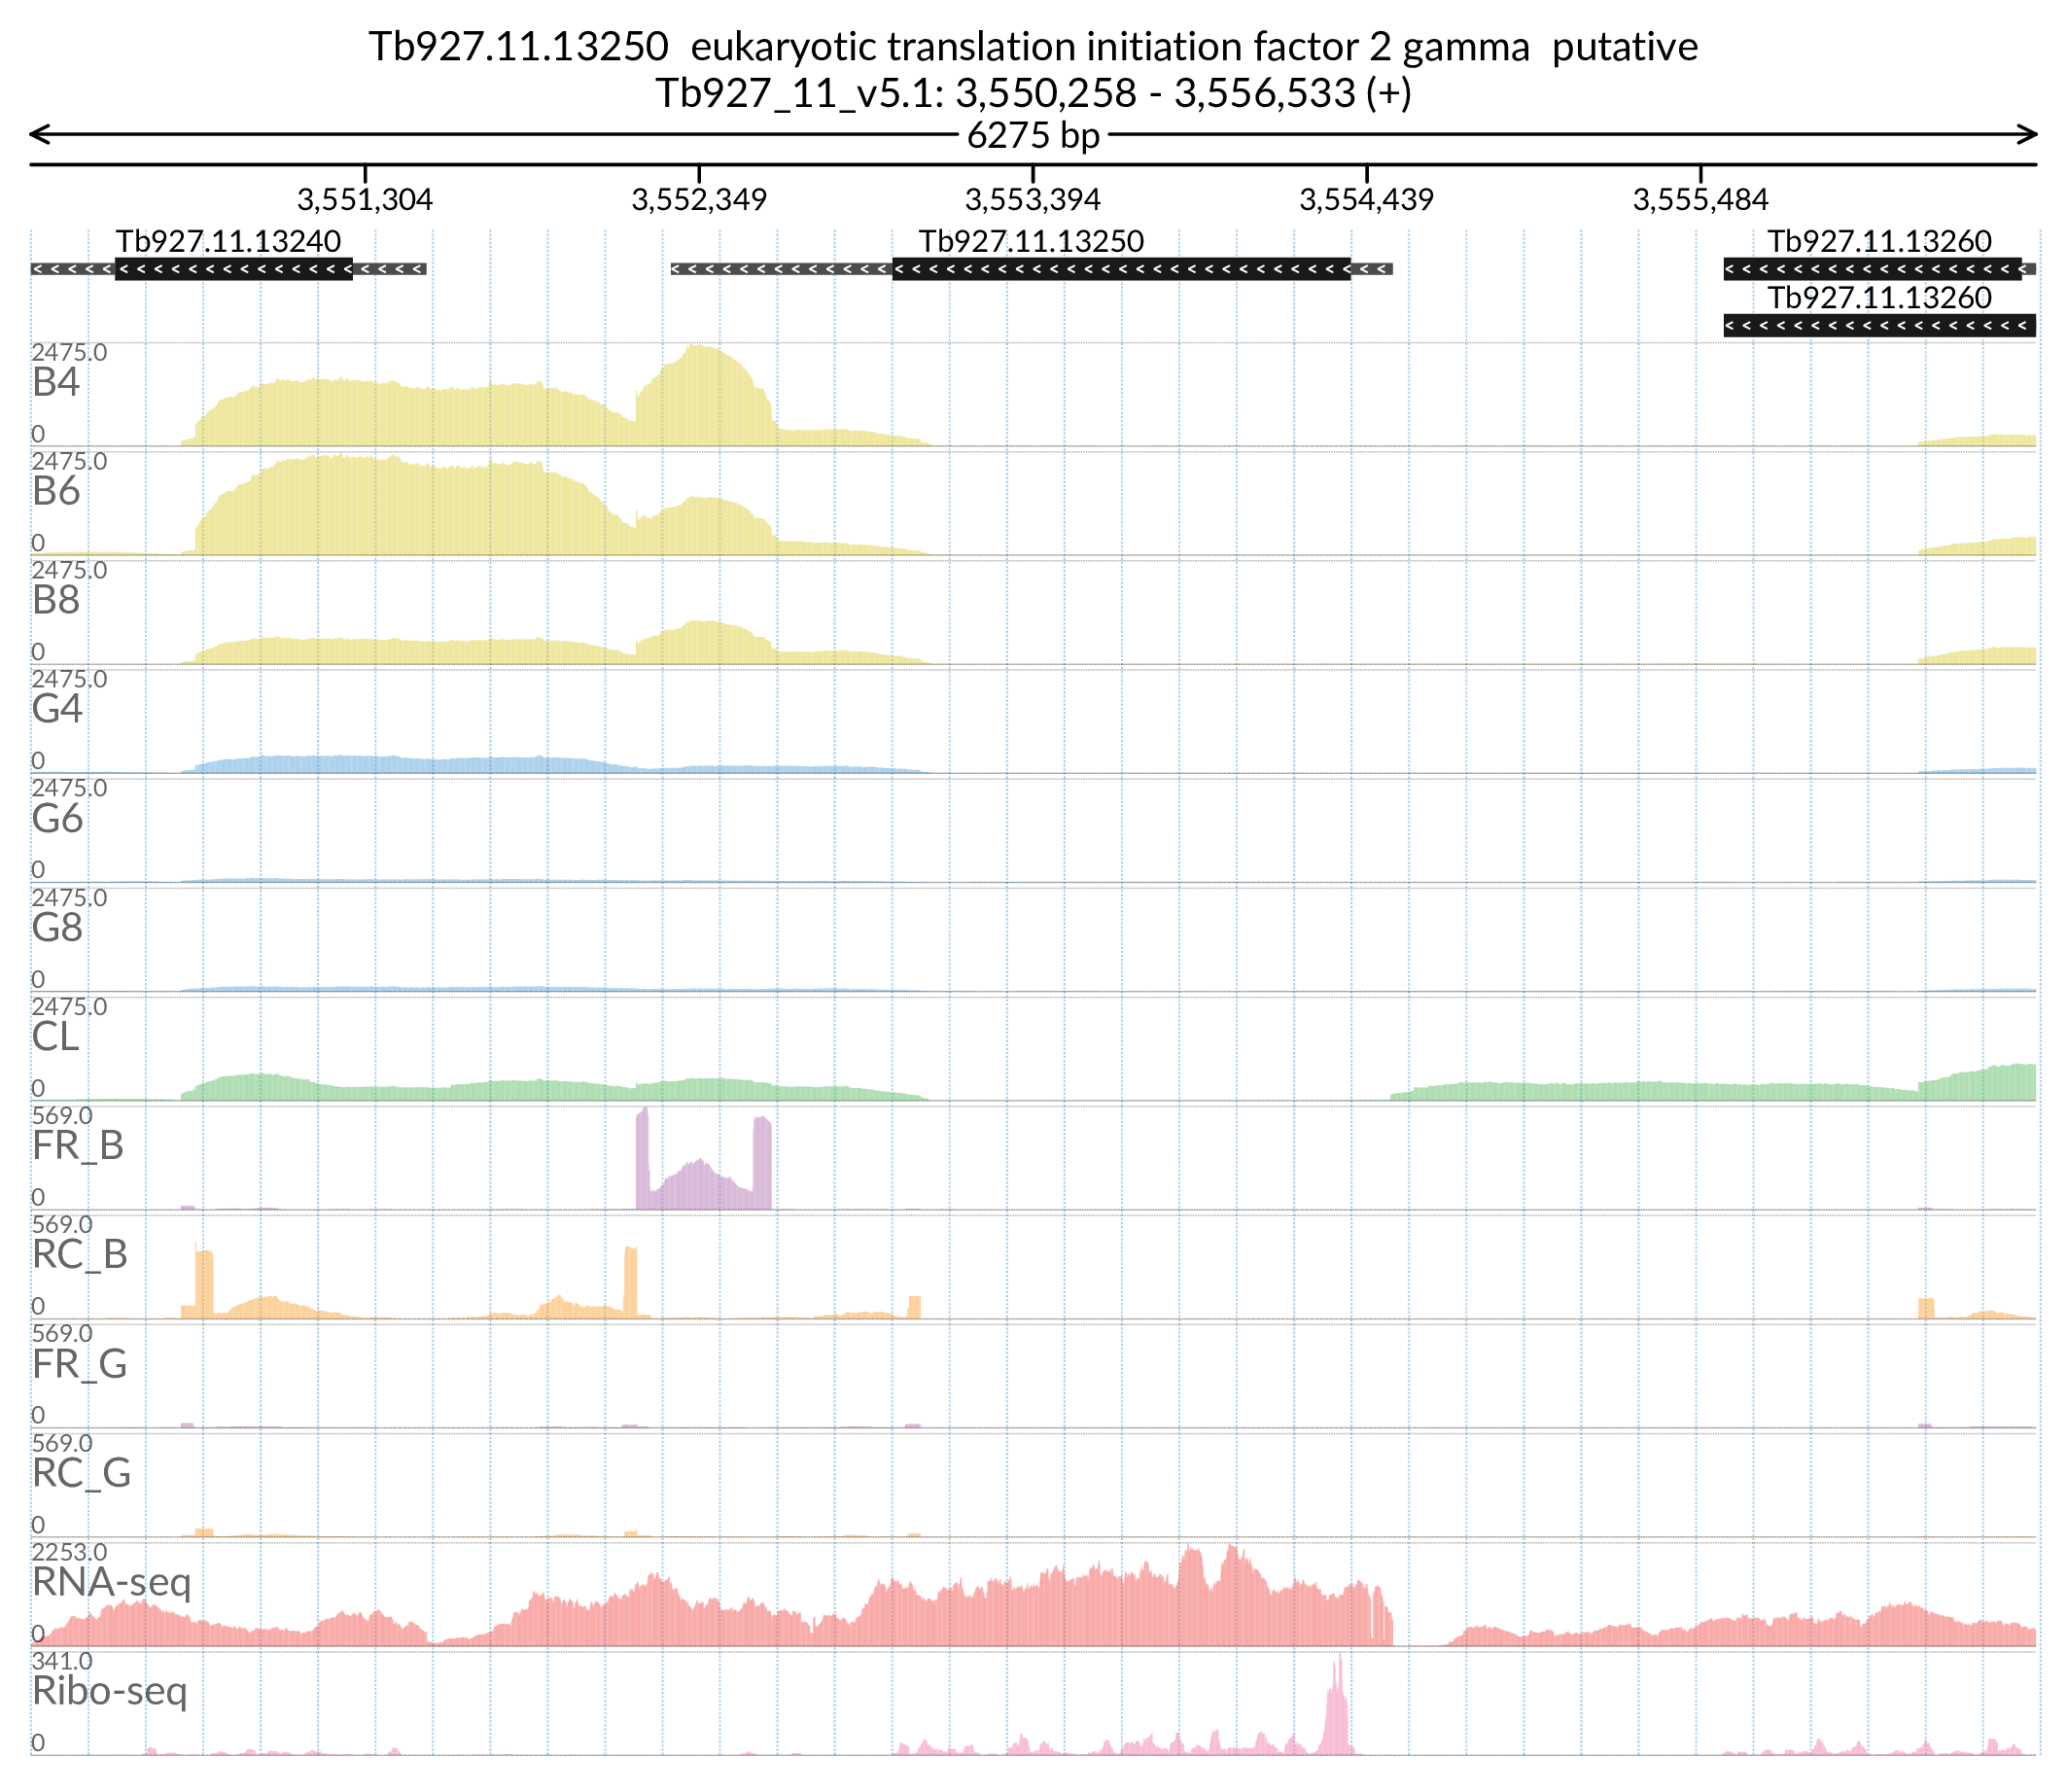 Tb927.11.13250 eukaryotic translation initiation factor 2 gamma putative
Tb927_11_v5.1: 3,550,258 - 3,556,533 (+)
6275 bp
3,551,304 3,552,349 3,553,394 3,554,439 3,555,484
Tb927.11.13240 Tb927.11.13250 Tb927.11.13260
Tb927.11.13260
2475.0
B4
0
2475.0
B6
0
2475.0
B8
0
2475.0
G4
0
2475.0
G6
0
2475.0
G8
0
2475.0
CL
0
569.0
FR_B
0
569.0
RC_B
0
569.0
FR_G
0
569.0
RC_G
0
2253.0
RNA-seq
0
341.0
Ribo-seq
0